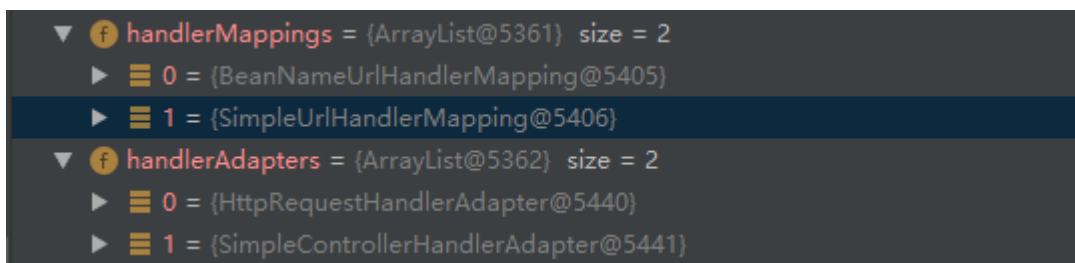 f handlerMappings = {ArrayList@5361} size = 2
0 = {BeanNameUrlHandlerMapping@5405}
1 = {SimpleUrlHandlerMapping@5406}
f handlerAdapters = {ArrayList@5362} size = 2
0 = {HttpRequestHandlerAdapter@5440}
1 = {SimpleControllerHandlerAdapter@5441}